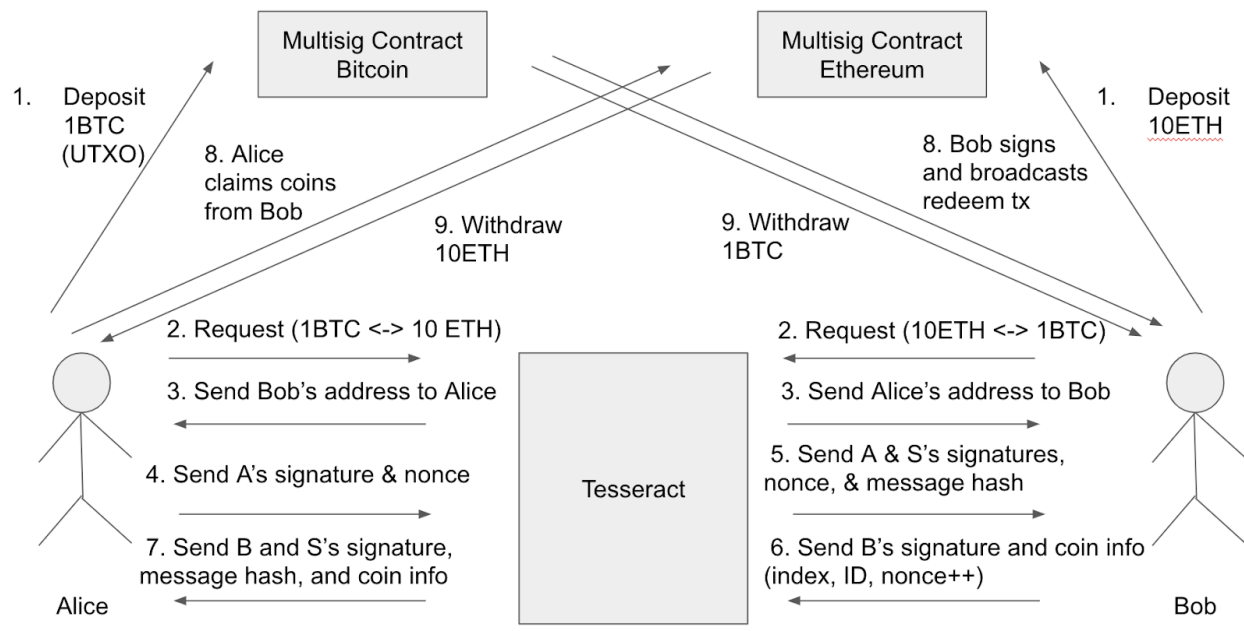 Multisig Contract
Bitcoin
Multisig Contract
Ethereum
1. Deposit
1BTC
(UTXO)
1. Deposit
10ETH
8. Alice
claims coins
from Bob
8. Bob signs
and broadcasts
redeem tx
9. Withdraw
10ETH
9. Withdraw
1BTC
2. Request (1BTC <-> 10 ETH)
2. Request (10ETH <-> 1BTC)
3. Send Bob's address to Alice
3. Send Alice's address to Bob
4. Send A's signature & nonce
5. Send A & S's signatures,
nonce, & message hash
Tesseract
7. Send B and S's signature,
message hash, and coin info
6. Send B's signature and coin info
(index, ID, nonce++)
Alice
Bob